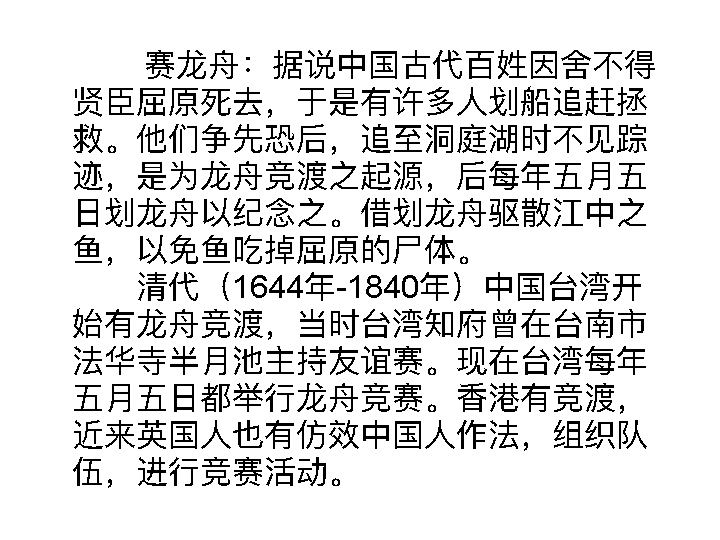 赛龙舟：据说中国古代百姓因舍不得
贤臣屈原死去，于是有许多人划船追赶拯
救。他们争先恐后，追至洞庭湖时不见踪
迹，是为龙舟竞渡之起源，后每年五月五
日划龙舟以纪念之。借划龙舟驱散江中之
鱼，以免鱼吃掉屈原的尸体。
清代（1644年-1840年）中国台湾开
始有龙舟竞渡，当时台湾知府曾在台南市
法华寺半月池主持友谊赛。现在台湾每年
五月五日都举行龙舟竞赛。香港有竞渡，
近来英国人也有仿效中国人作法，组织队
伍，进行竞赛活动。